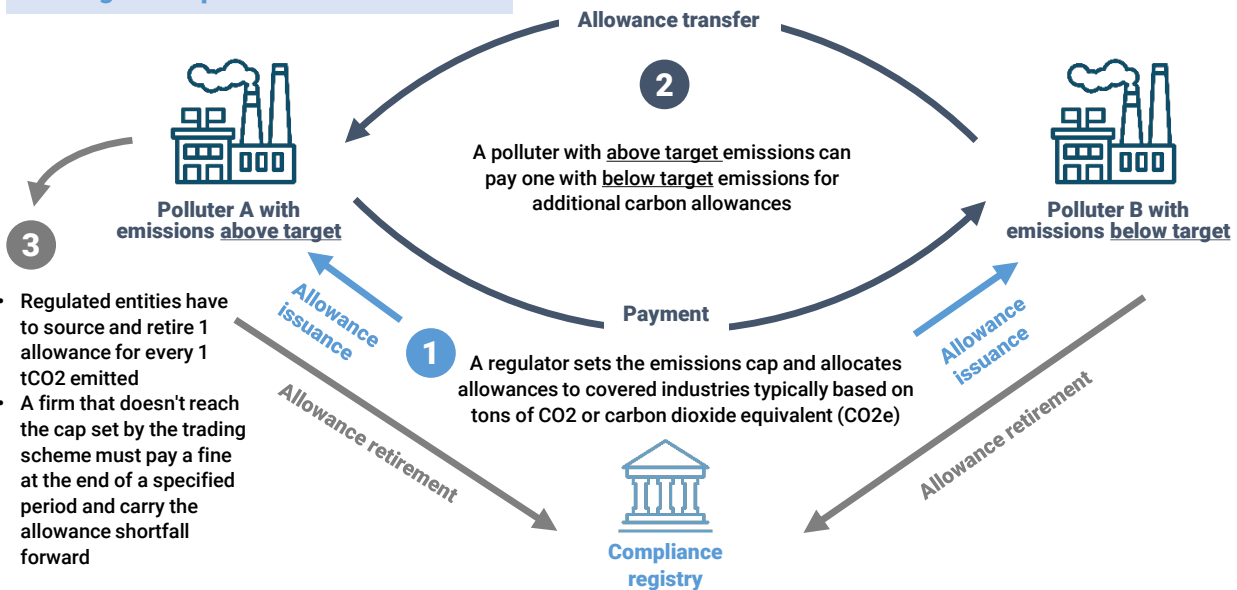 Allowance transfer
2
A polluter with above target emissions can
pay one with below target emissions for
additional carbon allowances
Polluter A with
emissions above target
Polluter B with
emissions below target
3
• Regulated entities have
to source and retire 1
allowance for every 1
tCO2 emitted
• A firm that doesn't reach
the cap set by the trading
scheme must pay a fine
at the end of a specified
period and carry the
allowance shortfall
forward
Allowance
issuance
Payment
Allowance
issuance
1
A regulator sets the emissions cap and allocates
allowances to covered industries typically based on
tons of CO2 or carbon dioxide equivalent (CO2e)
Allowance retirement
Allowance retirement
Compliance
registry